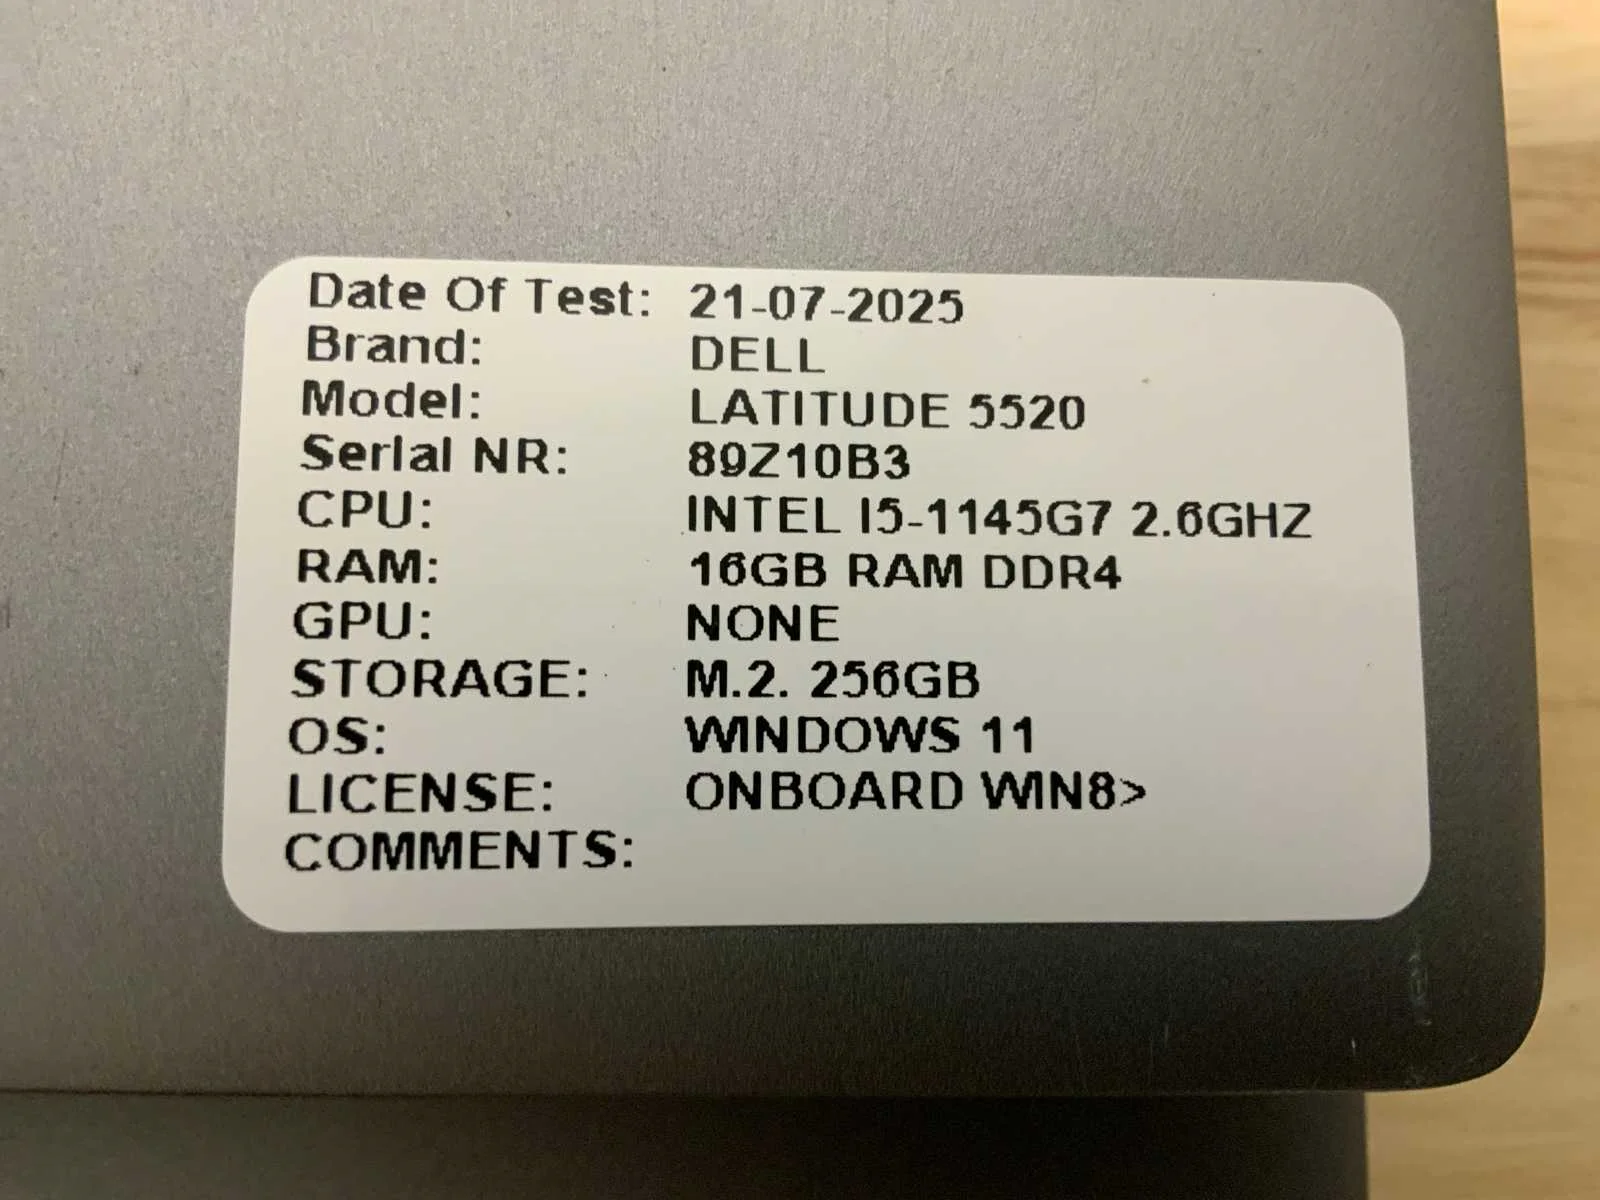 Date Of Test: 21-07-2025
Brand: DELL
Model: LATITUDE 5520
Serial NR: 89Z10B3
CPU: INTEL I5-1145G7 2.6GHZ
RAM: 16GB RAM DDR4
GPU: NONE
STORAGE: M.2. 256GB
OS: WINDOWS 11
LICENSE: ONBOARD WIN8>
COMMENTS: